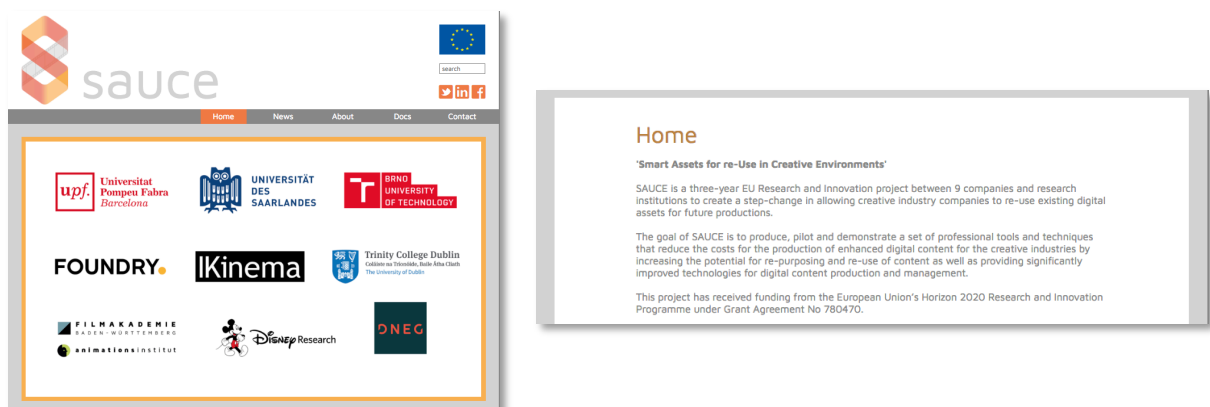 sauce
search
Home News About Docs Contact
upf. Universitat
Pompeu Fabra
Barcelona
UNIVERSITÄT
DES
SAARLANDES
T BRNO
UNIVERSITY
OF TECHNOLOGY
FOUNDRY.
IKinema
Trinity College Dublin
Coláiste na Tríonóide, Baile Átha Cliath
The University of Dublin
FILMAKADEMIE
BADEN-WÜRTTEMBERG
animationsinstitut
Disney Research
DNEG
Home
'Smart Assets for re-Use in Creative Environments'
SAUCE is a three-year EU Research and Innovation project between 9 companies and research
institutions to create a step-change in allowing creative industry companies to re-use existing digital
assets for future productions.
The goal of SAUCE is to produce, pilot and demonstrate a set of professional tools and techniques
that reduce the costs for the production of enhanced digital content for the creative industries by
increasing the potential for re-purposing and re-use of content as well as providing significantly
improved technologies for digital content production and management.
This project has received funding from the European Union's Horizon 2020 Research and Innovation
Programme under Grant Agreement No 780470.